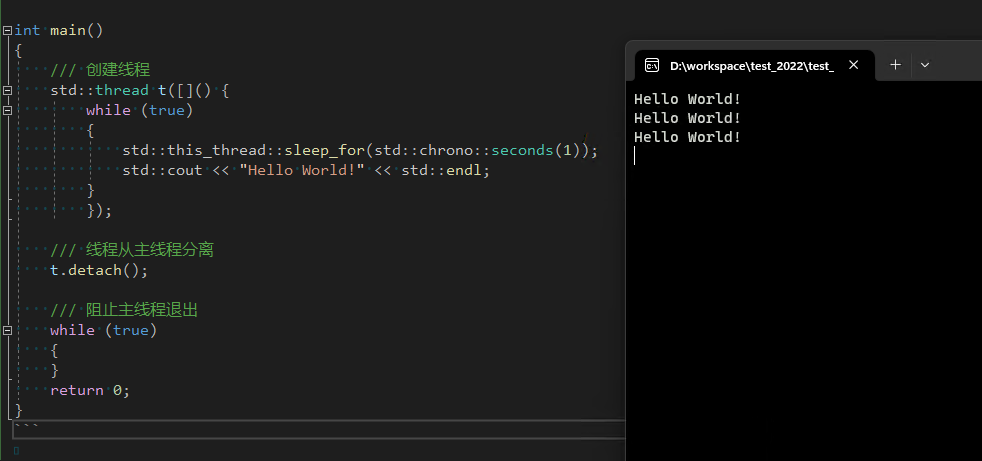 int main()
{
/// 创建线程
std::thread t([]() {
while (true)
{
std::this_thread::sleep_for(std::chrono::seconds(1));
std::cout << "Hello World!" << std::endl;
}
});
/// 线程从主线程分离
t.detach();
/// 阻止主线程退出
while (true)
{
}
return 0;
}
```
D:\workspace\test_2022\test_
Hello World!
Hello World!
Hello World!